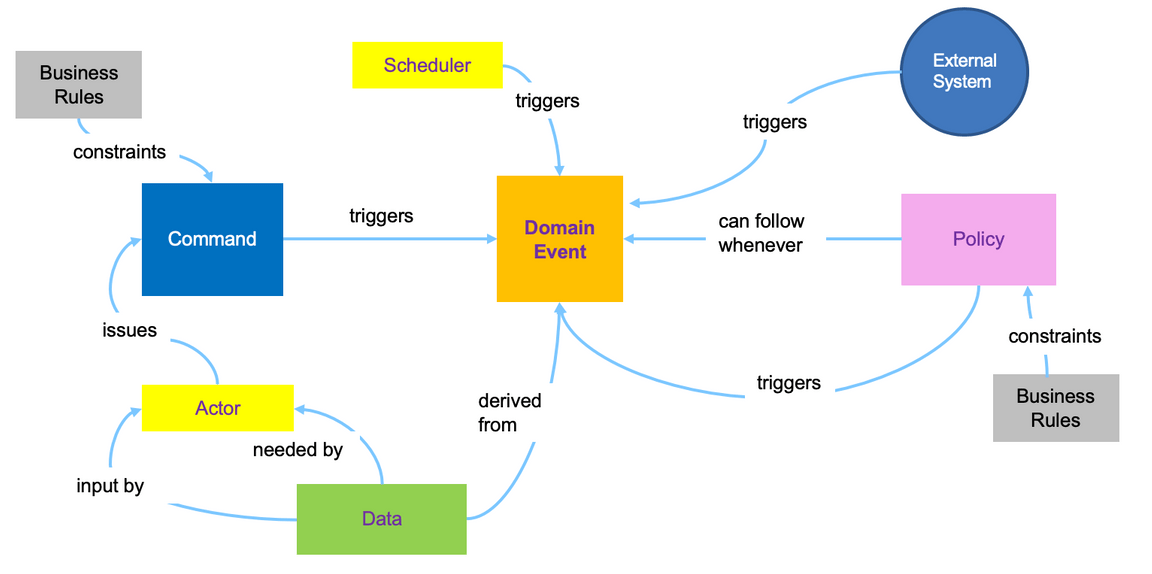 External
System
Scheduler
Business
Rules
triggers
triggers
constraints
triggers
can follow
whenever
Command
Domain
Event
Policy
issues
constraints
triggers
derived
from
Actor
Business
Rules
needed by
input by
Data